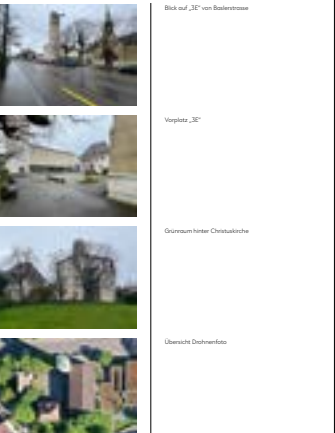 Blick auf „3E“ von Baslerstrasse
Vorplatz „3E“
Grünraum hinter Christuskirche
Übersicht Drohnenfoto